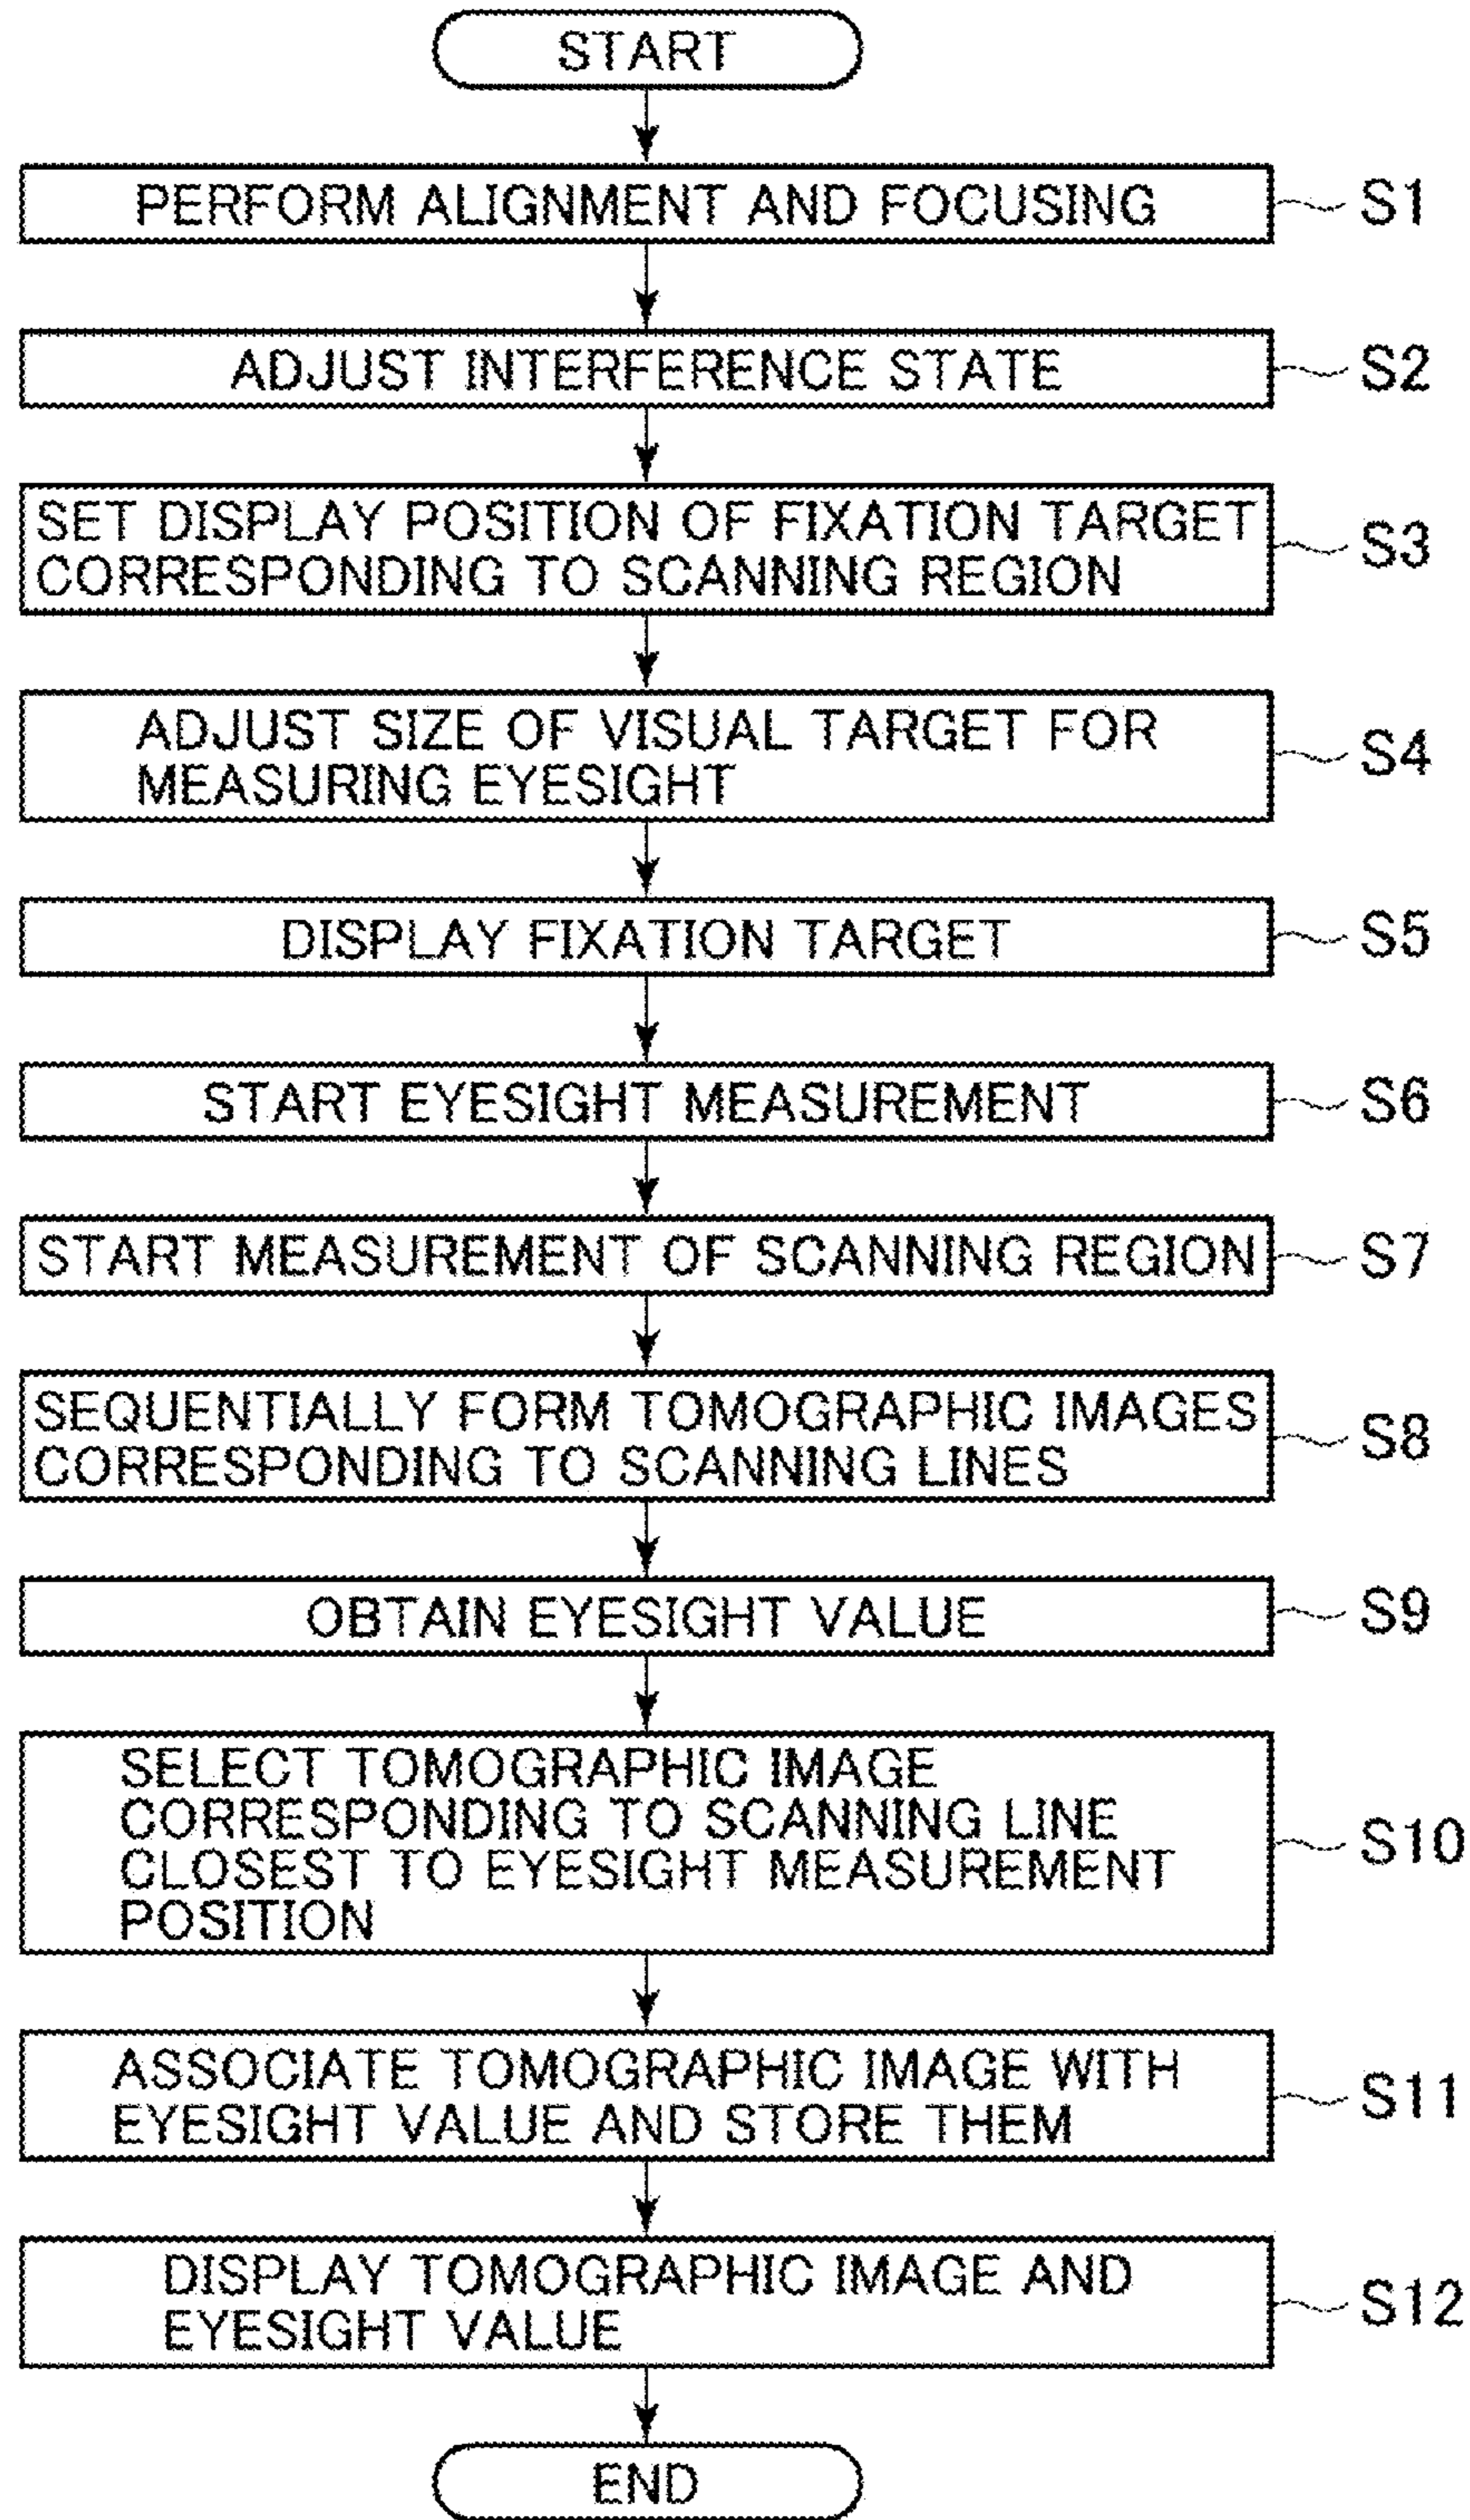 START
PERFORM ALIGNMENT AND FOCUSING
S1
ADJUST INTERFERENCE STATE
S2
SET DISPLAY POSITION OF FIXATION TARGET
CORRESPONDING TO SCANNING REGION
S3
ADJUST SIZE OF VISUAL TARGET FOR
MEASURING EYESIGHT
S4
DISPLAY FIXATION TARGET
S5
START EYESIGHT MEASUREMENT
S6
START MEASUREMENT OF SCANNING REGION
S7
SEQUENTIALLY FORM TOMOGRAPHIC IMAGES
CORRESPONDING TO SCANNING LINES
S8
OBTAIN EYESIGHT VALUE
S9
SELECT TOMOGRAPHIC IMAGE
CORRESPONDING TO SCANNING LINE
CLOSEST TO EYESIGHT MEASUREMENT
POSITION
S10
ASSOCIATE TOMOGRAPHIC IMAGE WITH
EYESIGHT VALUE AND STORE THEM
S11
DISPLAY TOMOGRAPHIC IMAGE AND
EYESIGHT VALUE
S12
END